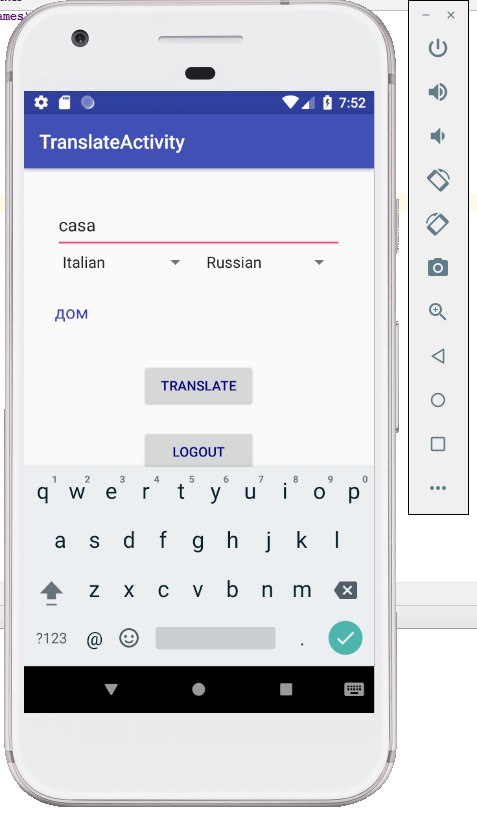 ames
7:52
TranslateActivity
casa
Italian Russian
дом
TRANSLATE
LOGOUT
1 2 3 4 5 6 7 8 9 0
q w e r t y u i o p
a s d f g h j k l
z x c v b n m
?123 @ .